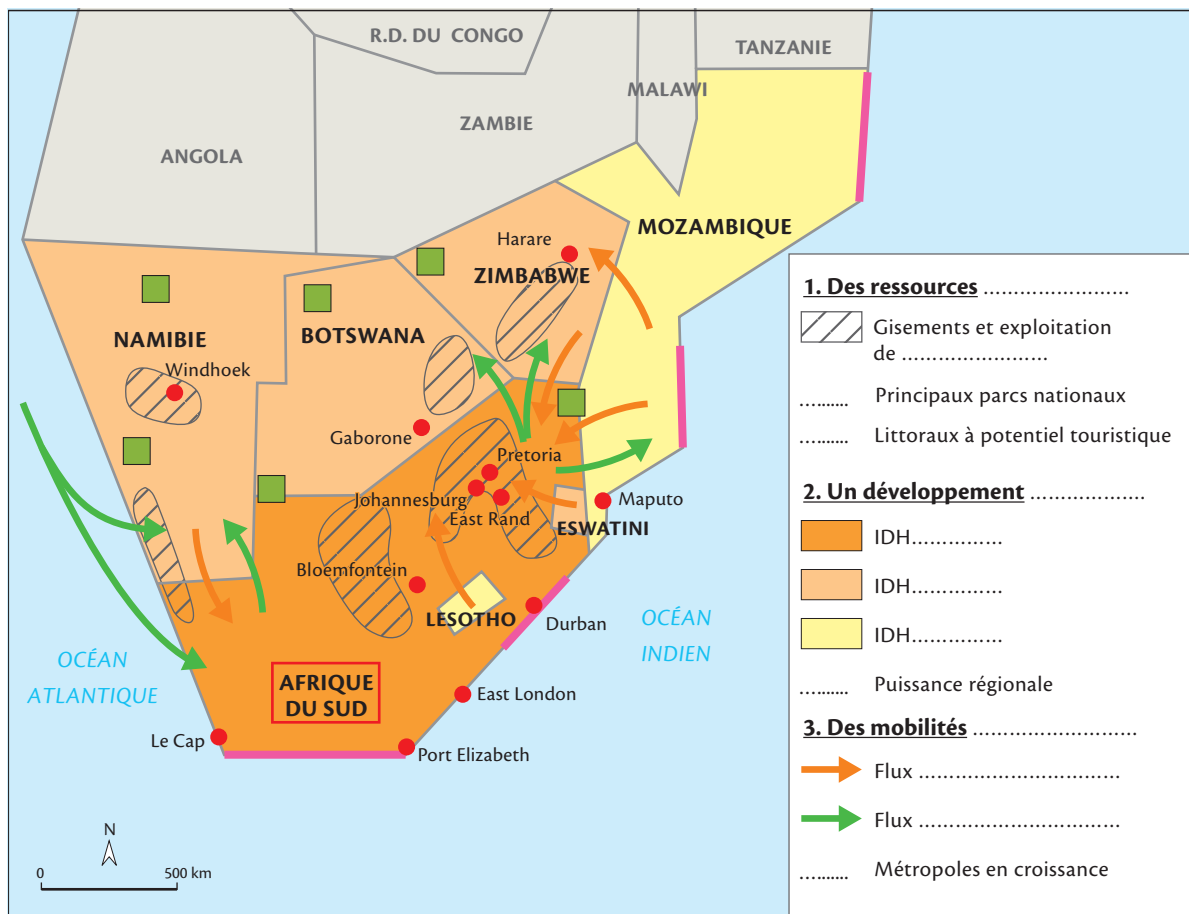 R.D. DU CONGO
TANZANIE
MALAWI
ZAMBIE
ANGOLA
MOZAMBIQUE
Harare
ZIMBABWE
NAMIBIE
BOTSWANA
Windhoek
Gaborone
Pretoria
Johannesburg
East Rand
Maputo
ESWATINI
Bloemfontein
LESOTHO
Durban
OCÉAN
INDIEN
OCÉAN
ATLANTIQUE
AFRIQUE
DU SUD
East London
Le Cap
Port Elizabeth
N
0 500 km
1. Des ressources ........................
Gisements et exploitation
de ........................
.......... Principaux parcs nationaux
.......... Littoraux à potentiel touristique
2. Un développement ...................
IDH................
IDH................
IDH................
.......... Puissance régionale
3. Des mobilités ...........................
Flux .................................
Flux .................................
.......... Métropoles en croissance